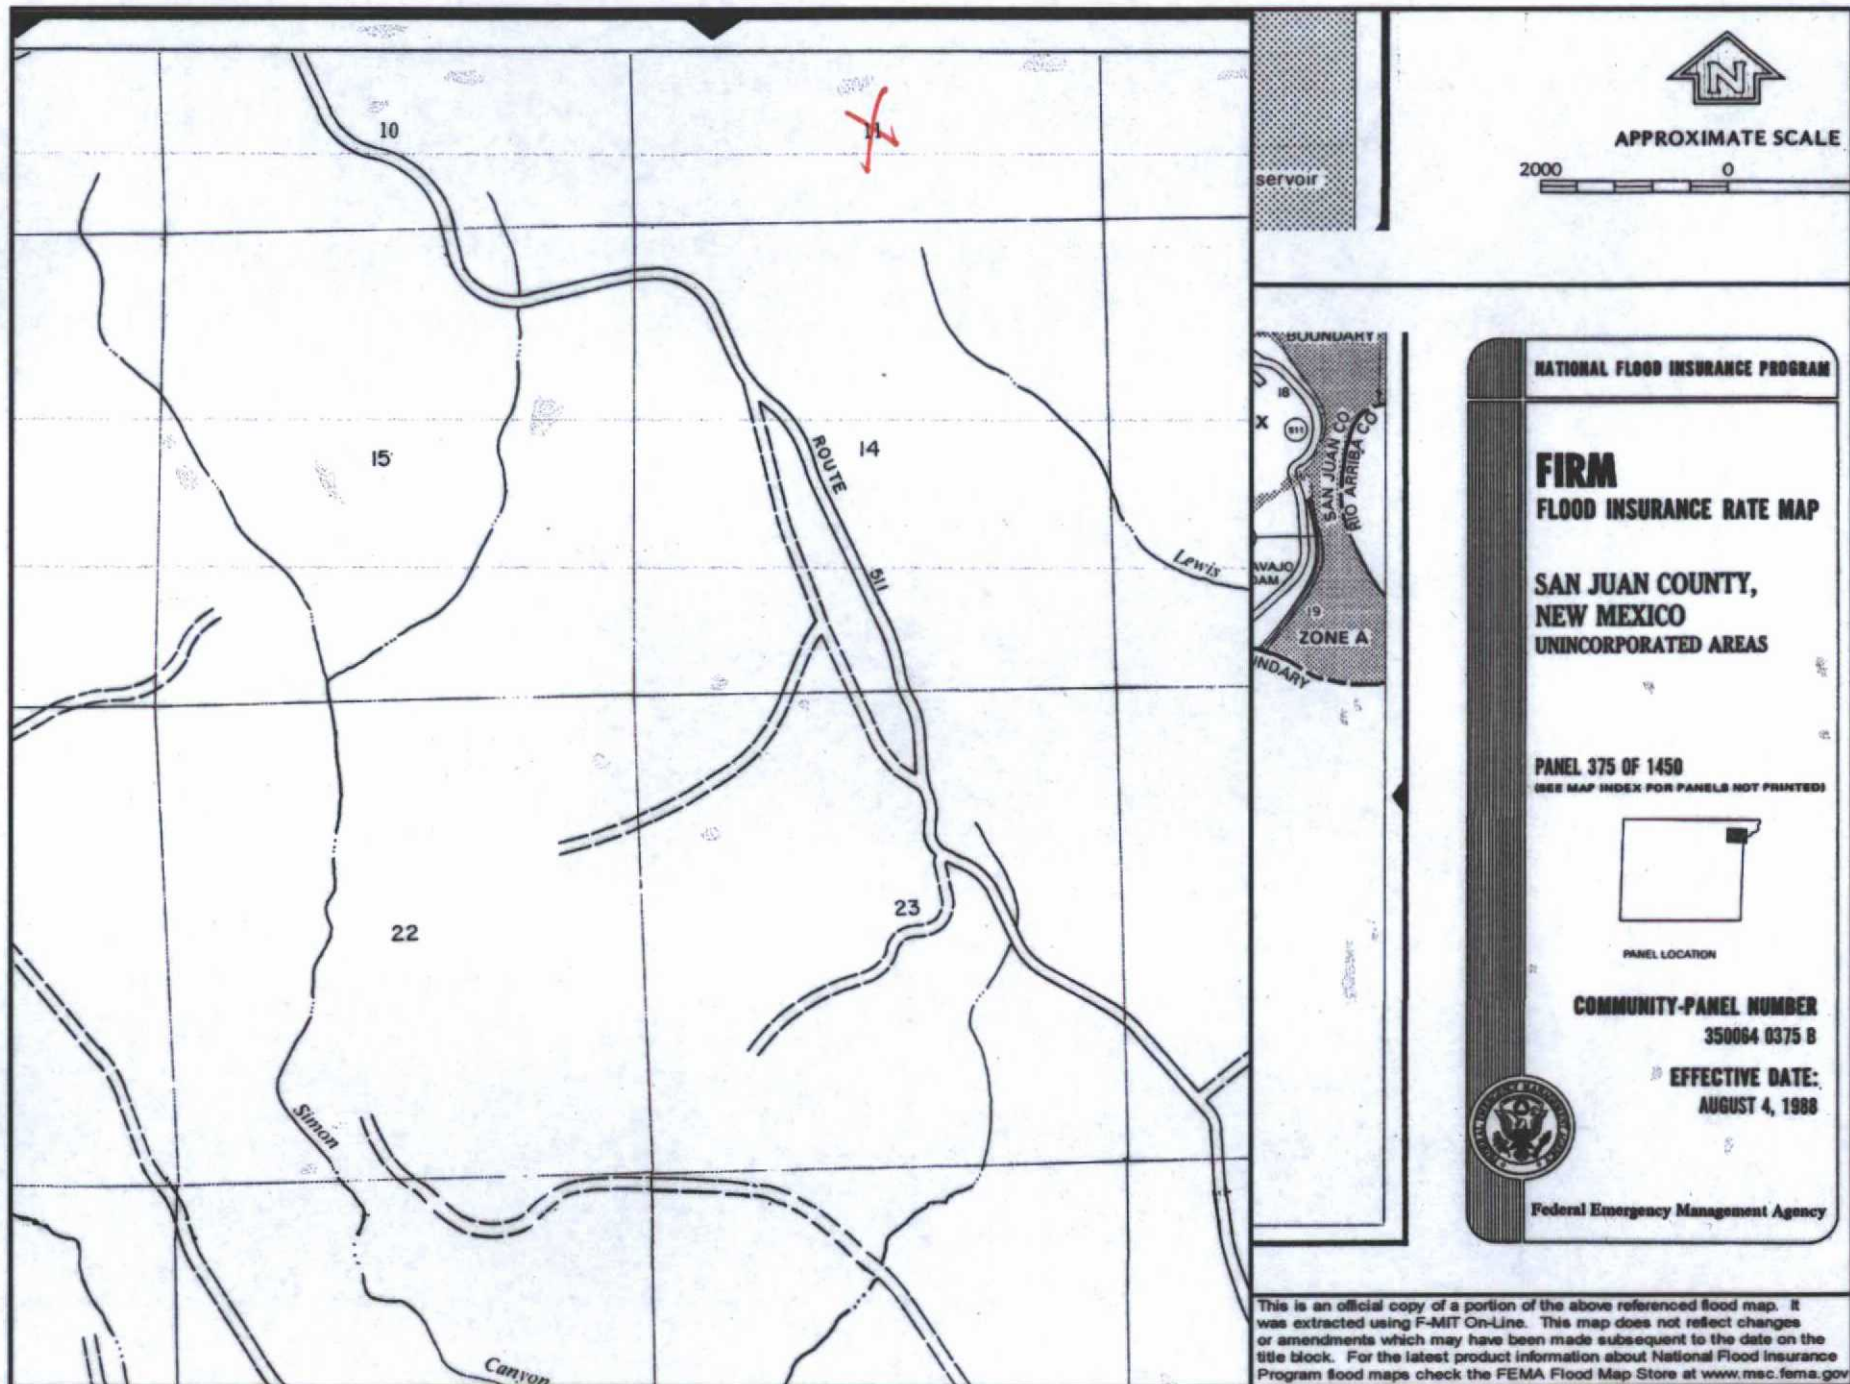 10
11
15
14
ROUTE
511
Lewis
22
23
Simon
Canyon
servoir
N
APPROXIMATE SCALE
2000 0
BOUNDARY
18
X
511
SAN JUAN CO
RIO ARRIBA CO
AVAJO
DAM
19
ZONE A
INDARY
NATIONAL FLOOD INSURANCE PROGRAM
FIRM
FLOOD INSURANCE RATE MAP
SAN JUAN COUNTY,
NEW MEXICO
UNINCORPORATED AREAS
PANEL 375 OF 1450
(SEE MAP INDEX FOR PANELS NOT PRINTED)
PANEL LOCATION
COMMUNITY-PANEL NUMBER
350064 0375 B
EFFECTIVE DATE:
AUGUST 4, 1988
Federal Emergency Management Agency
This is an official copy of a portion of the above referenced flood map. It
was extracted using F-MIT On-Line. This map does not reflect changes
or amendments which may have been made subsequent to the date on the
title block. For the latest product information about National Flood Insurance
Program flood maps check the FEMA Flood Map Store at www.msc.fema.gov